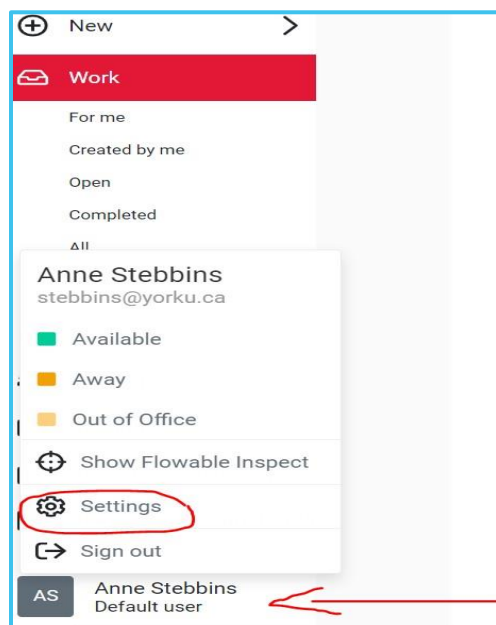 New
Work
For me
Created by me
Open
Completed
All
Anne Stebbins
stebbins@yorku.ca
Available
Away
Out of Office
Show Flowable Inspect
Settings
Sign out
AS
Anne Stebbins
Default user